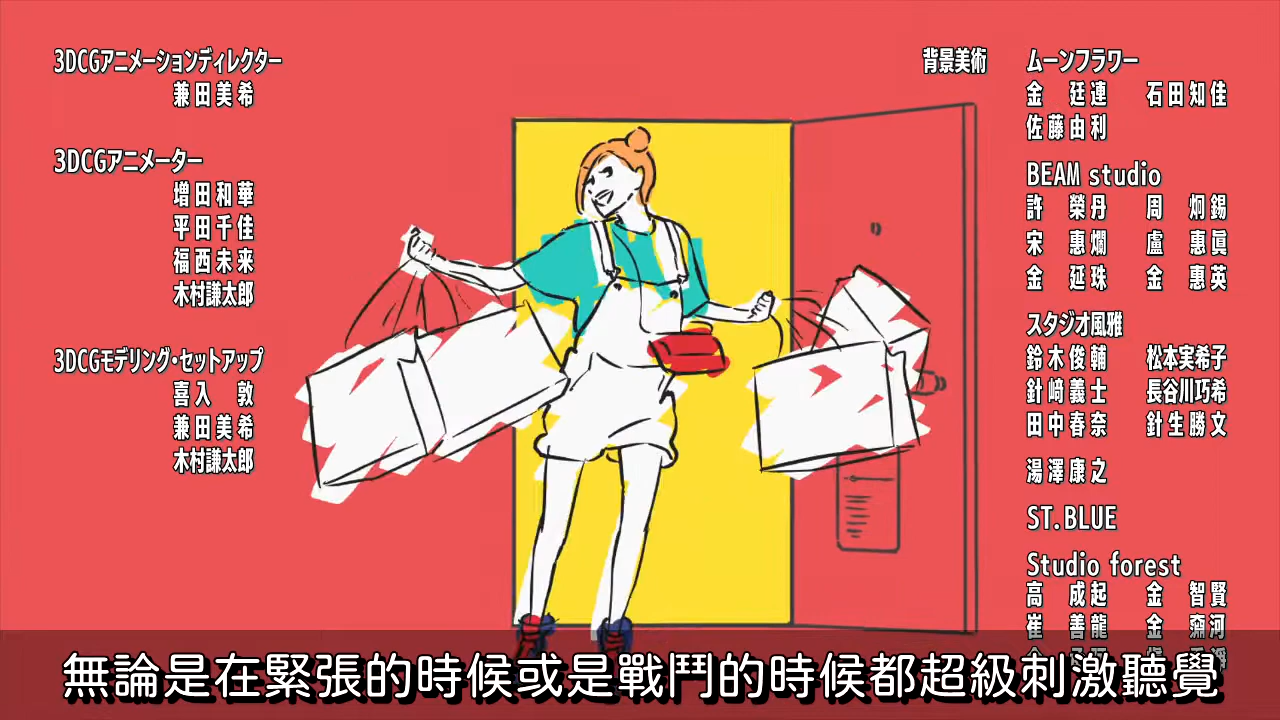 3DCGアニメーションディレクター
兼田美希
3DCGアニメーター
増田和華
平田千佳
福西未来
木村謙太郎
3DCGモデリング・セットアップ
喜入　敦
兼田美希
木村謙太郎
背景美術
ムーンフラワー
金　廷連　石田知佳
佐藤由利
BEAM studio
許　榮丹　周　炯錫
宋　惠爛　盧　惠眞
金　延珠　金　惠英
スタジオ風雅
鈴木俊輔　松本実希子
針﨑義士　長谷川巧希
田中春奈　針生勝文
湯澤康之
ST.BLUE
Studio forest
高　成起　金　智賢
崔　善龍　金　彌河
無論是在緊張的時候或是戰鬥的時候都超級刺激聽覺